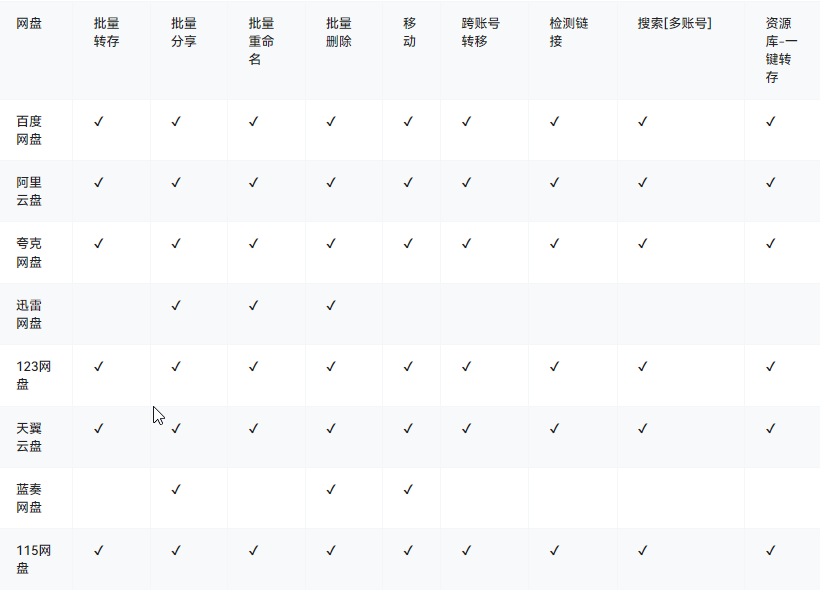 网盘 批量转存 批量分享 批量重命名 批量删除 移动 跨账号转移 检测链接 搜索[多账号] 资源库-一键转存
百度网盘 ✓ ✓ ✓ ✓ ✓ ✓ ✓ ✓ ✓
阿里云盘 ✓ ✓ ✓ ✓ ✓ ✓ ✓ ✓ ✓
夸克网盘 ✓ ✓ ✓ ✓ ✓ ✓ ✓ ✓ ✓
迅雷网盘 ✓ ✓ ✓
123网盘 ✓ ✓ ✓ ✓ ✓ ✓ ✓ ✓ ✓
天翼云盘 ✓ ✓ ✓ ✓ ✓ ✓ ✓ ✓ ✓
蓝奏网盘 ✓ ✓ ✓
115网盘 ✓ ✓ ✓ ✓ ✓ ✓ ✓ ✓ ✓